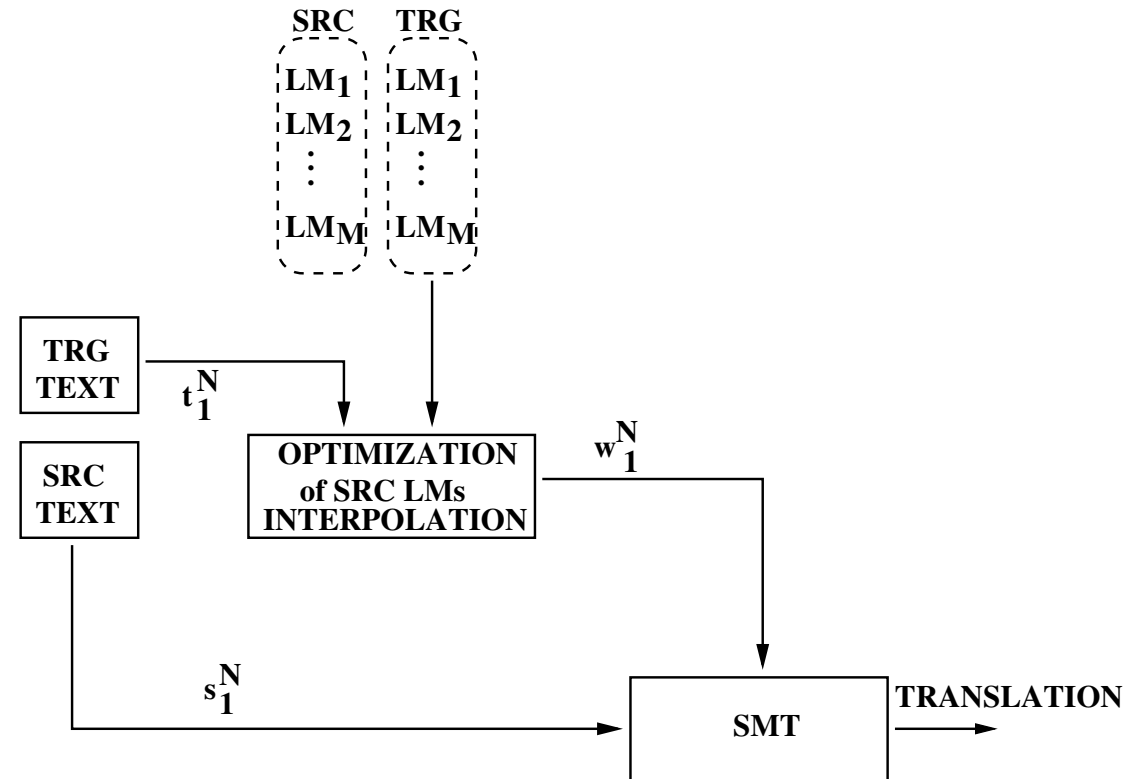 SRC TRG
LM1 LM1
LM2 LM2
⋮ ⋮
LMM LMM
TRG
TEXT
t1N
SRC
TEXT
OPTIMIZATION
of SRC LMs
INTERPOLATION
w1N
s1N
SMT
TRANSLATION